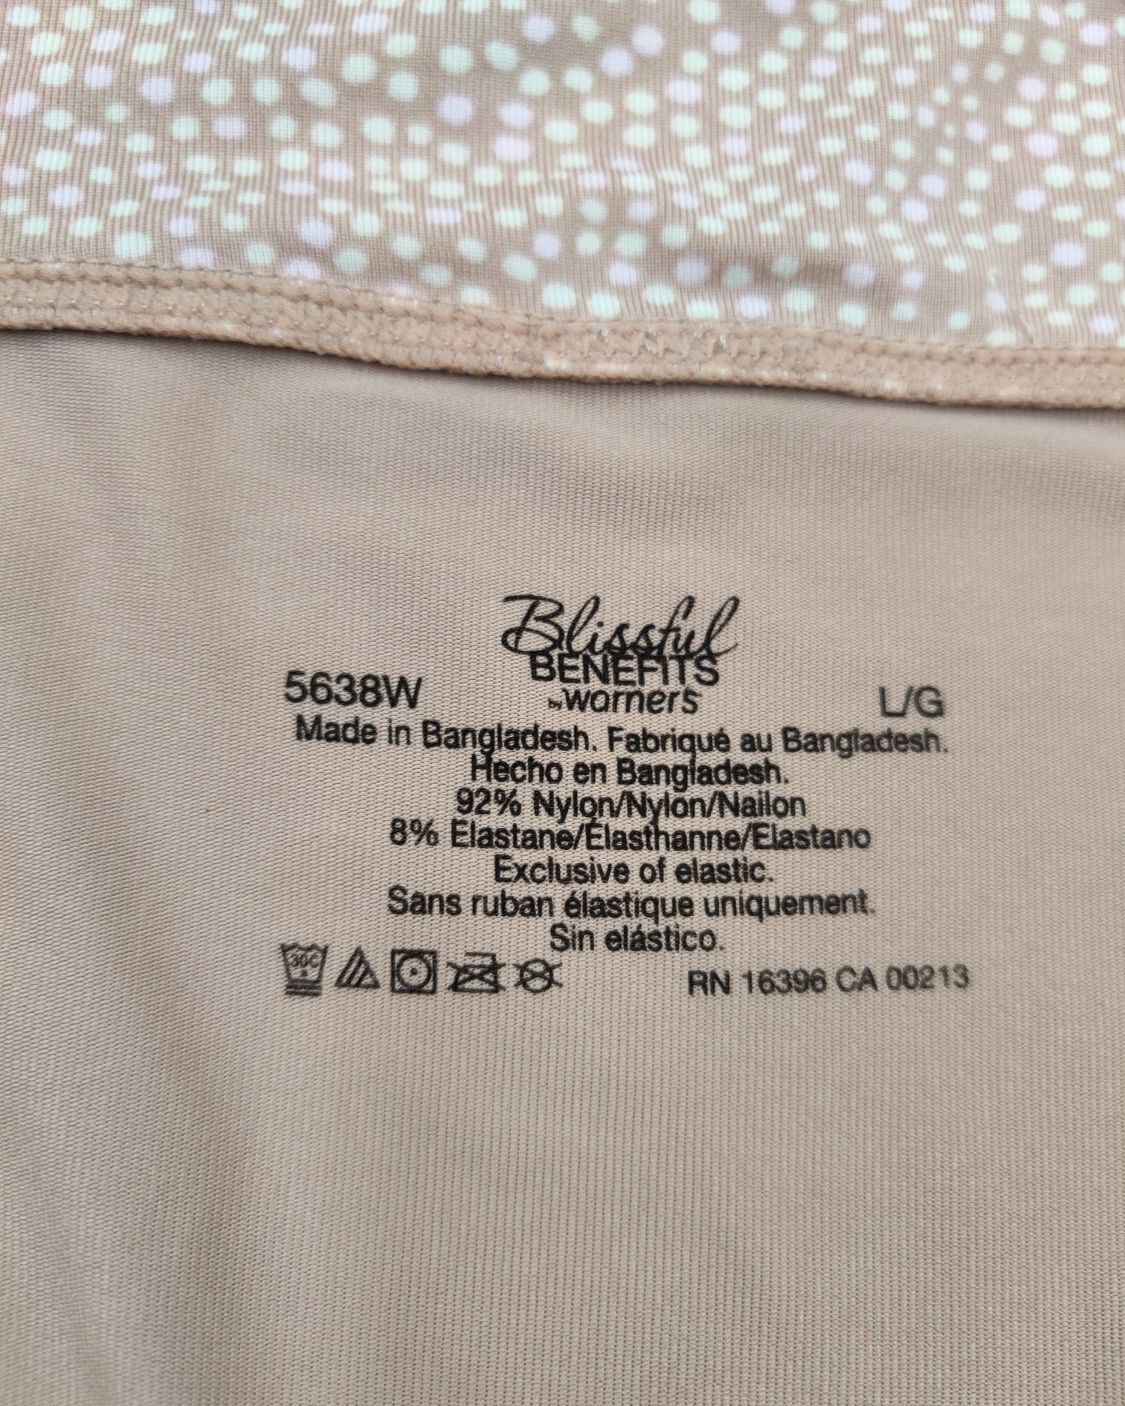 Blissful
BENEFITS
by warners
5638W
L/G
Made in Bangladesh. Fabriqué au Bangladesh.
Hecho en Bangladesh.
92% Nylon/Nylon/Nailon
8% Elastane/Élasthanne/Elastano
Exclusive of elastic.
Sans ruban élastique uniquement.
Sin elástico.
30C
RN 16396 CA 00213